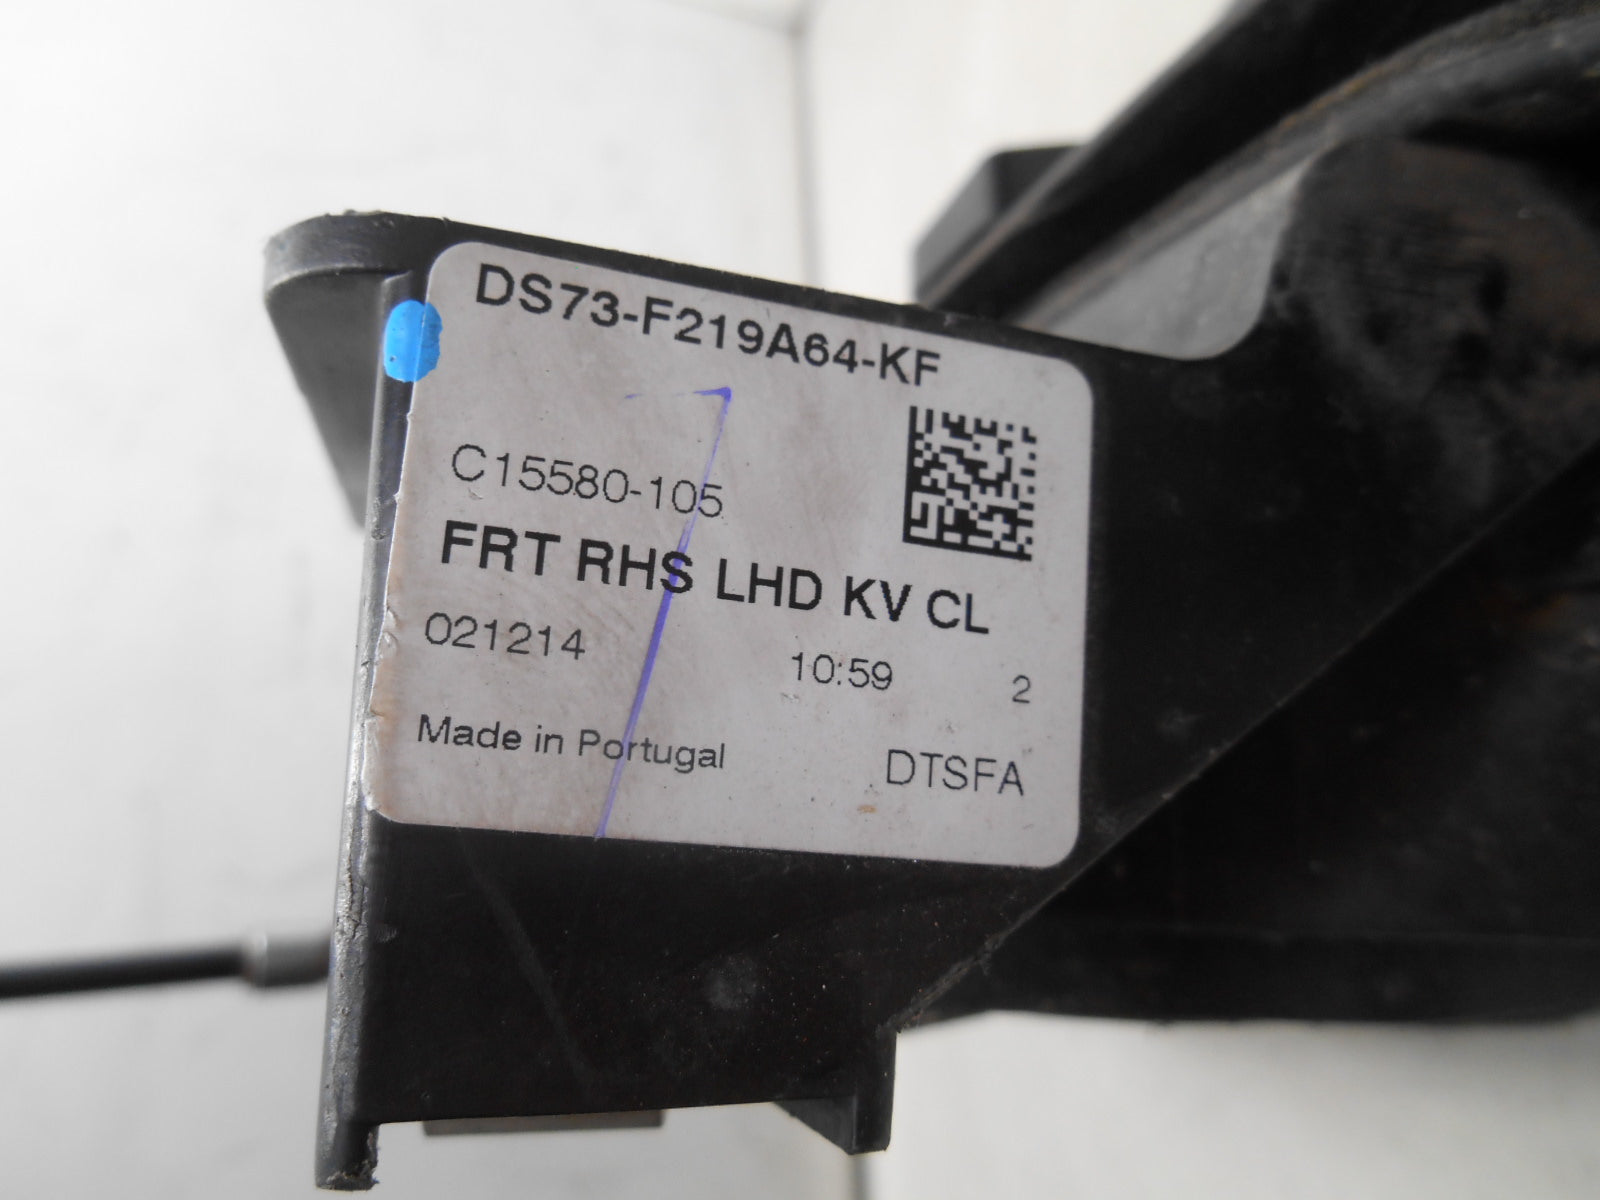 DS73-F219A64-KF
C15580-105
FRT RHS LHD KV CL
021214 10:59 2
Made in Portugal DTSFA